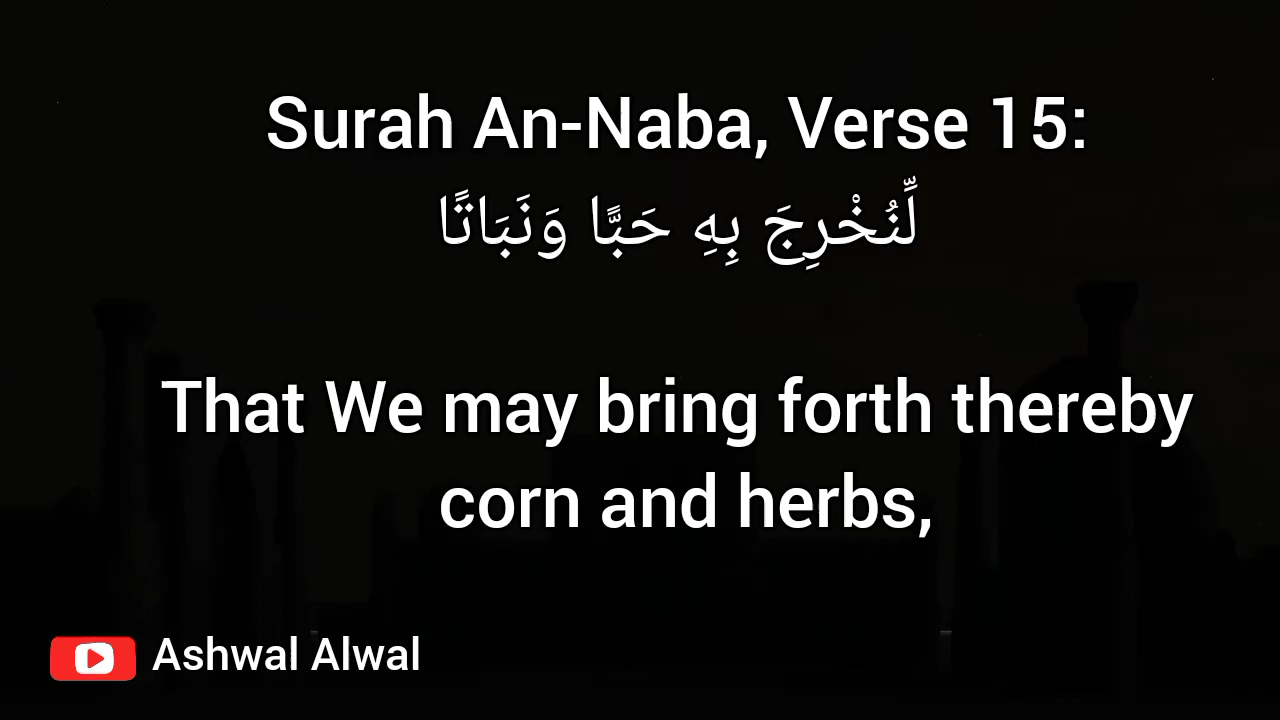 Surah An-Naba, Verse 15:
لِّنُخْرِجَ بِهِ حَبًّا وَنَبَاتًا
That We may bring forth thereby
corn and herbs,
Ashwal Alwal